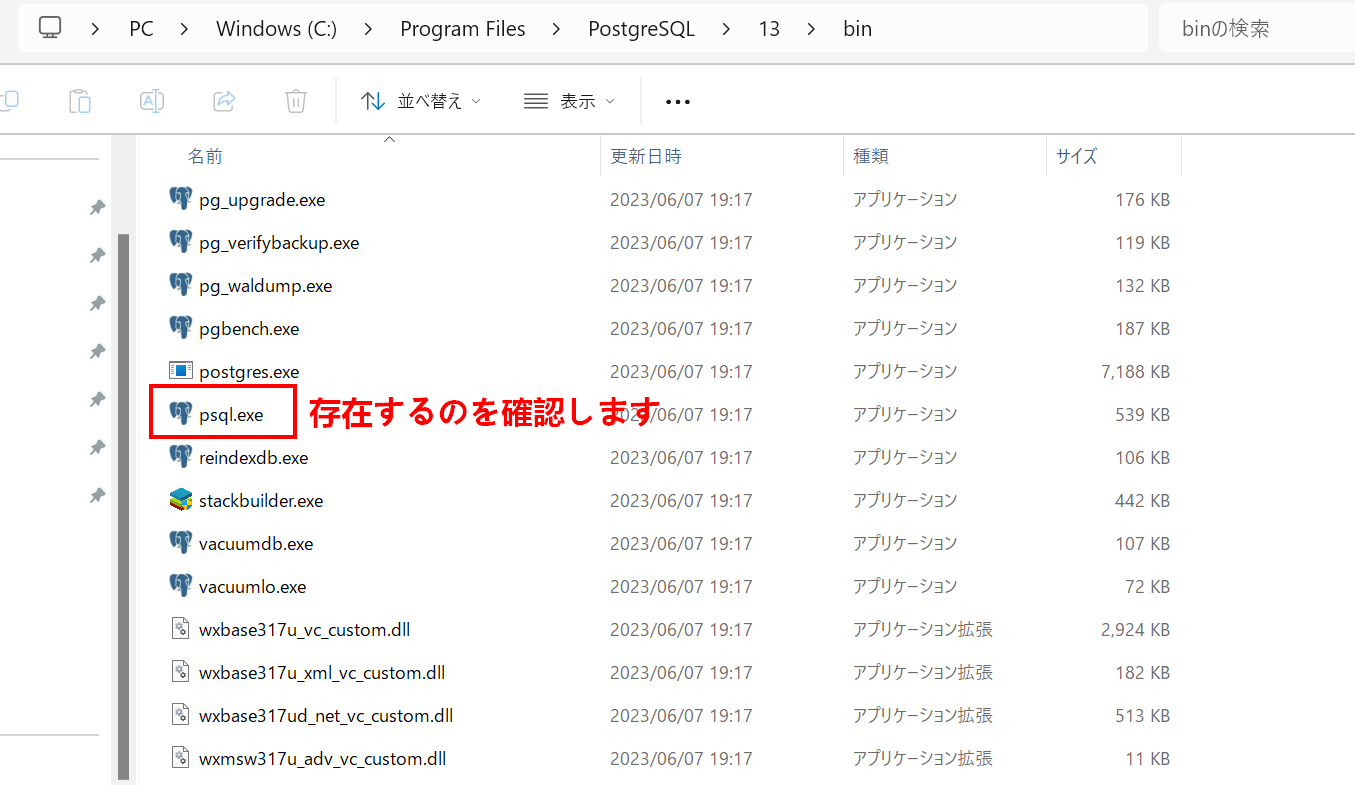 PC > Windows (C:) > Program Files > PostgreSQL > 13 > bin binの検索
並べ替え 表示
名前 更新日時 種類 サイズ
pg_upgrade.exe 2023/06/07 19:17 アプリケーション 176 KB
pg_verifybackup.exe 2023/06/07 19:17 アプリケーション 119 KB
pg_waldump.exe 2023/06/07 19:17 アプリケーション 132 KB
pgbench.exe 2023/06/07 19:17 アプリケーション 187 KB
postgres.exe 2023/06/07 19:17 アプリケーション 7,188 KB
psql.exe 存在するのを確認します 2023/06/07 19:17 アプリケーション 539 KB
reindexdb.exe 2023/06/07 19:17 アプリケーション 106 KB
stackbuilder.exe 2023/06/07 19:17 アプリケーション 442 KB
vacuumdb.exe 2023/06/07 19:17 アプリケーション 107 KB
vacuumlo.exe 2023/06/07 19:17 アプリケーション 72 KB
wxbase317u_vc_custom.dll 2023/06/07 19:17 アプリケーション拡張 2,924 KB
wxbase317u_xml_vc_custom.dll 2023/06/07 19:17 アプリケーション拡張 182 KB
wxbase317ud_net_vc_custom.dll 2023/06/07 19:17 アプリケーション拡張 513 KB
wxmsw317u_adv_vc_custom.dll 2023/06/07 19:17 アプリケーション拡張 11 KB